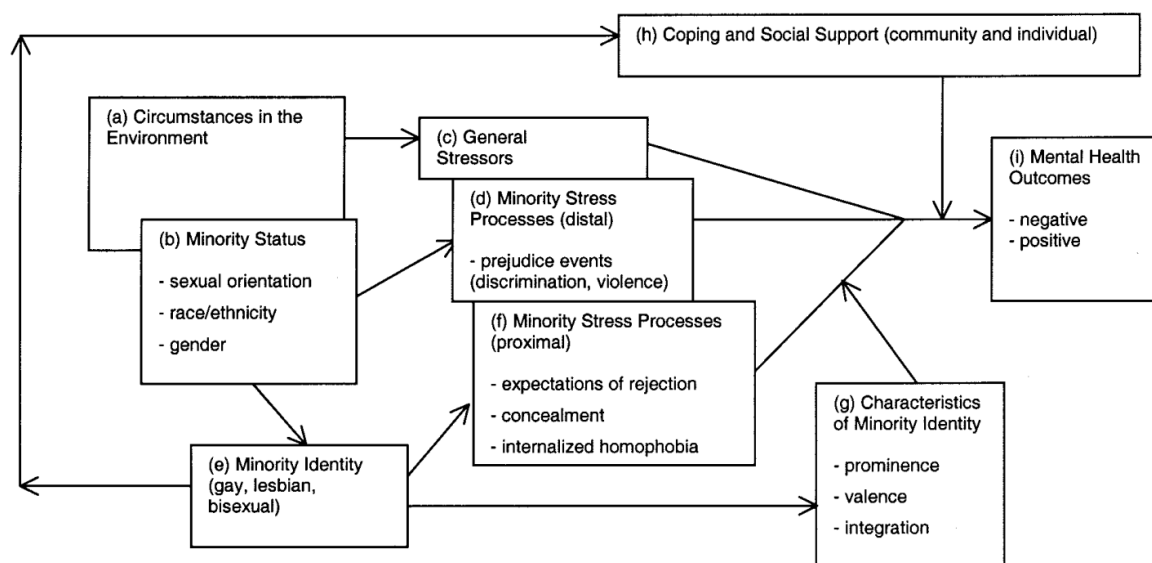 (h) Coping and Social Support (community and individual)
(a) Circumstances in the
Environment
(c) General
Stressors
(i) Mental Health
Outcomes
- negative
- positive
(d) Minority Stress
Processes (distal)
- prejudice events
(discrimination, violence)
(b) Minority Status
- sexual orientation
- race/ethnicity
- gender
(f) Minority Stress Processes
(proximal)
- expectations of rejection
- concealment
- internalized homophobia
(g) Characteristics
of Minority Identity
- prominence
- valence
- integration
(e) Minority Identity
(gay, lesbian,
bisexual)